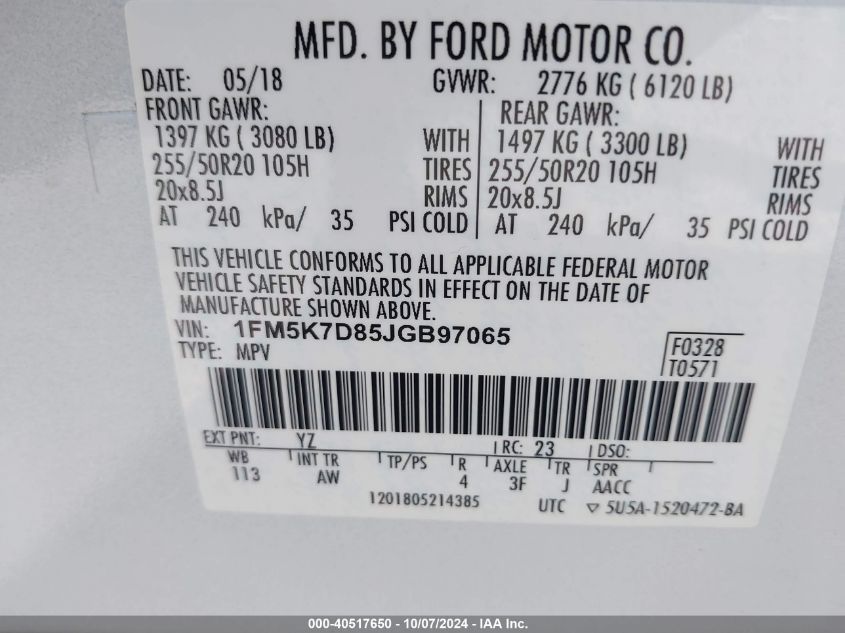 MFD. BY FORD MOTOR CO.
DATE: 05/18 GVWR: 2776 KG ( 6120 LB)
FRONT GAWR: REAR GAWR:
1397 KG ( 3080 LB) WITH 1497 KG ( 3300 LB) WITH
255/50R20 105H TIRES 255/50R20 105H TIRES
20x8.5J RIMS 20x8.5J RIMS
AT 240 kPa/ 35 PSI COLD AT 240 kPa/ 35 PSI COLD
THIS VEHICLE CONFORMS TO ALL APPLICABLE FEDERAL MOTOR
VEHICLE SAFETY STANDARDS IN EFFECT ON THE DATE OF
MANUFACTURE SHOWN ABOVE.
VIN: 1FM5K7D85JGB97065
TYPE: MPV
F0328
T0571
EXT PNT: YZ RC: 23 DSO:
WB INT TR TP/PS R AXLE TR SPR
113 AW 4 3F J AACC
1201805214385 UTC ▽ 5U5A-1520472-BA
000-40517650 - 10/07/2024 - IAA Inc.